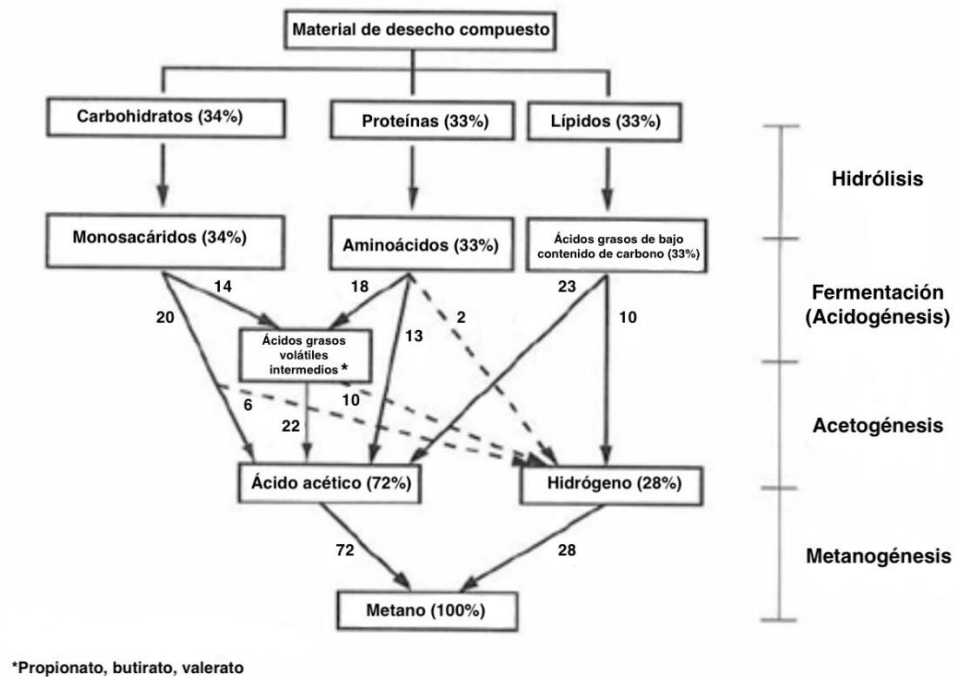 Material de desecho compuesto
Carbohidratos (34%)
Proteínas (33%)
Lípidos (33%)
Hidrólisis
Monosacáridos (34%)
Aminoácidos (33%)
Ácidos grasos de bajo
contenido de carbono (33%)
14
18
2
23
20
13
10
Fermentación
(Acidogénesis)
Ácidos grasos
volátiles
intermedios *
6
22
10
Acetogénesis
Ácido acético (72%)
Hidrógeno (28%)
72
28
Metanogénesis
Metano (100%)
*Propionato, butirato, valerato